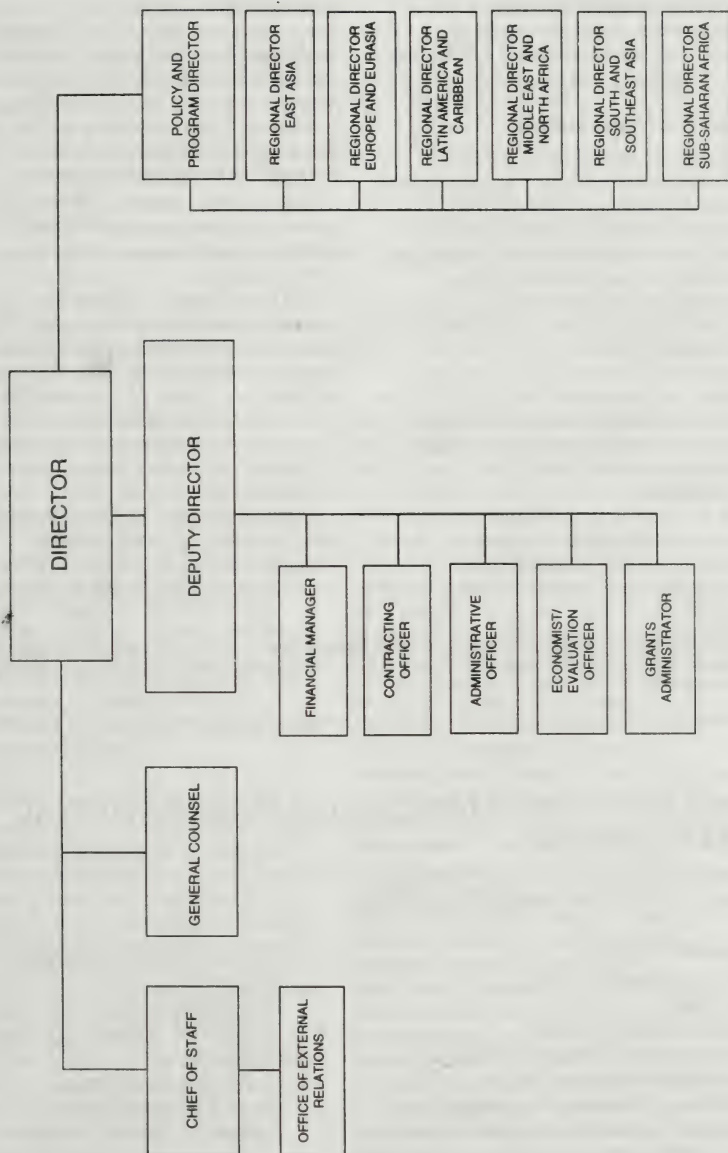 DIRECTOR
CHIEF OF STAFF
GENERAL COUNSEL
DEPUTY DIRECTOR
POLICY AND
PROGRAM DIRECTOR
OFFICE OF EXTERNAL
RELATIONS
FINANCIAL MANAGER
CONTRACTING
OFFICER
ADMINISTRATIVE
OFFICER
ECONOMIST/
EVALUATION
OFFICER
GRANTS
ADMINISTRATOR
REGIONAL DIRECTOR
EAST ASIA
REGIONAL DIRECTOR
EUROPE AND EURASIA
REGIONAL DIRECTOR
LATIN AMERICA AND
CARIBBEAN
REGIONAL DIRECTOR
MIDDLE EAST AND
NORTH AFRICA
REGIONAL DIRECTOR
SOUTH AND
SOUTHEAST ASIA
REGIONAL DIRECTOR
SUB-SAHARAN AFRICA